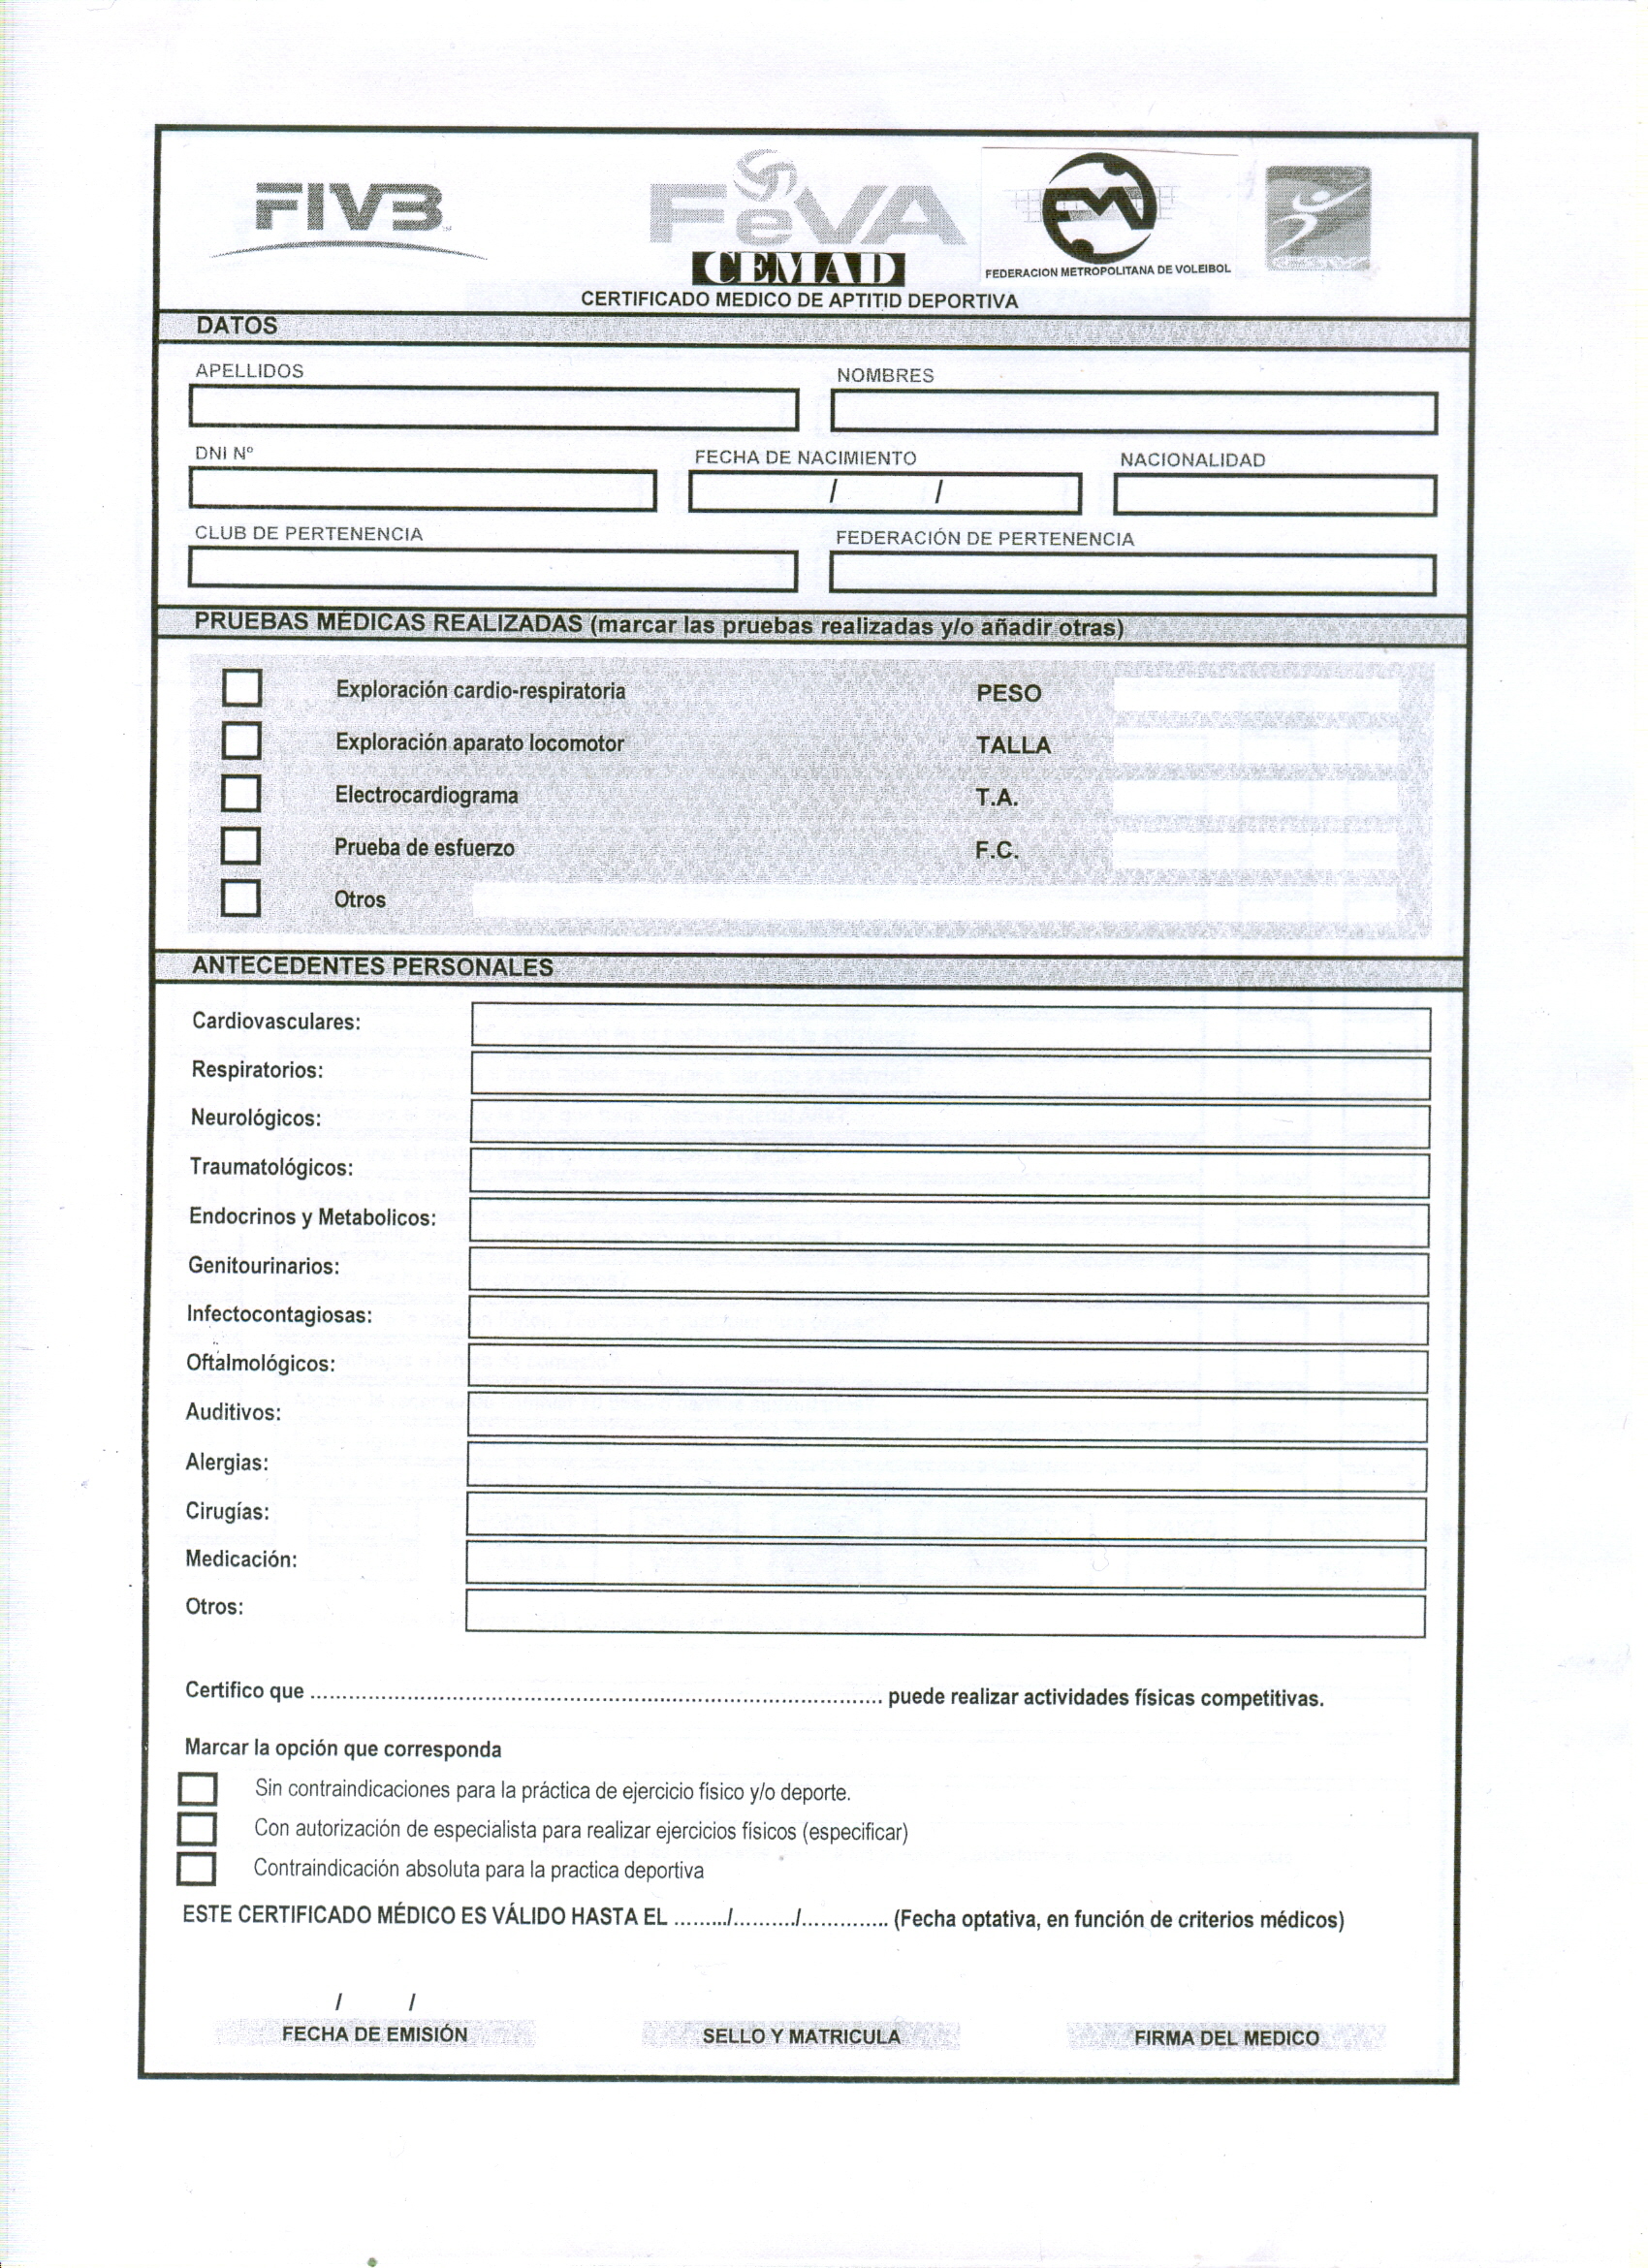 FIVB
FeVA
CEMAD
FEDERACION METROPOLITANA DE VOLEIBOL
CERTIFICADO MEDICO DE APTITID DEPORTIVA
DATOS
APELLIDOS NOMBRES
DNI Nº FECHA DE NACIMIENTO NACIONALIDAD
/ /
CLUB DE PERTENENCIA FEDERACIÓN DE PERTENENCIA
PRUEBAS MÉDICAS REALIZADAS (marcar las pruebas realizadas y/o añadir otras)
Exploración cardio-respiratoria PESO
Exploración aparato locomotor TALLA
Electrocardiograma T.A.
Prueba de esfuerzo F.C.
Otros
ANTECEDENTES PERSONALES
Cardiovasculares:
Respiratorios:
Neurológicos:
Traumatológicos:
Endocrinos y Metabolicos:
Genitourinarios:
Infectocontagiosas:
Oftalmológicos:
Auditivos:
Alergias:
Cirugías:
Medicación:
Otros:
Certifico que ........................................................................................ puede realizar actividades físicas competitivas.
Marcar la opción que corresponda
Sin contraindicaciones para la práctica de ejercicio físico y/o deporte.
Con autorización de especialista para realizar ejercicios físicos (especificar)
Contraindicación absoluta para la practica deportiva
ESTE CERTIFICADO MÉDICO ES VÁLIDO HASTA EL ........./........../.............. (Fecha optativa, en función de criterios médicos)
/ /
FECHA DE EMISIÓN SELLO Y MATRICULA FIRMA DEL MEDICO